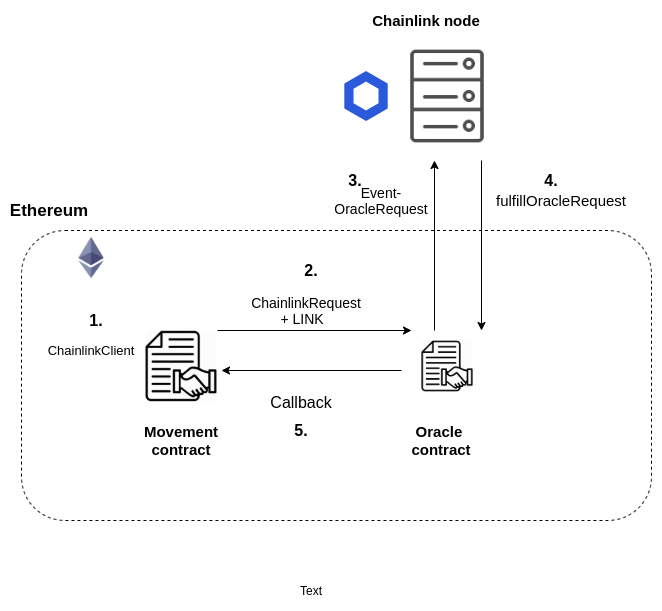 Chainlink node
3.
Event-
OracleRequest
4.
fulfillOracleRequest
Ethereum
2.
ChainlinkRequest
+ LINK
1.
ChainlinkClient
Callback
5.
Movement
contract
Oracle
contract
Text